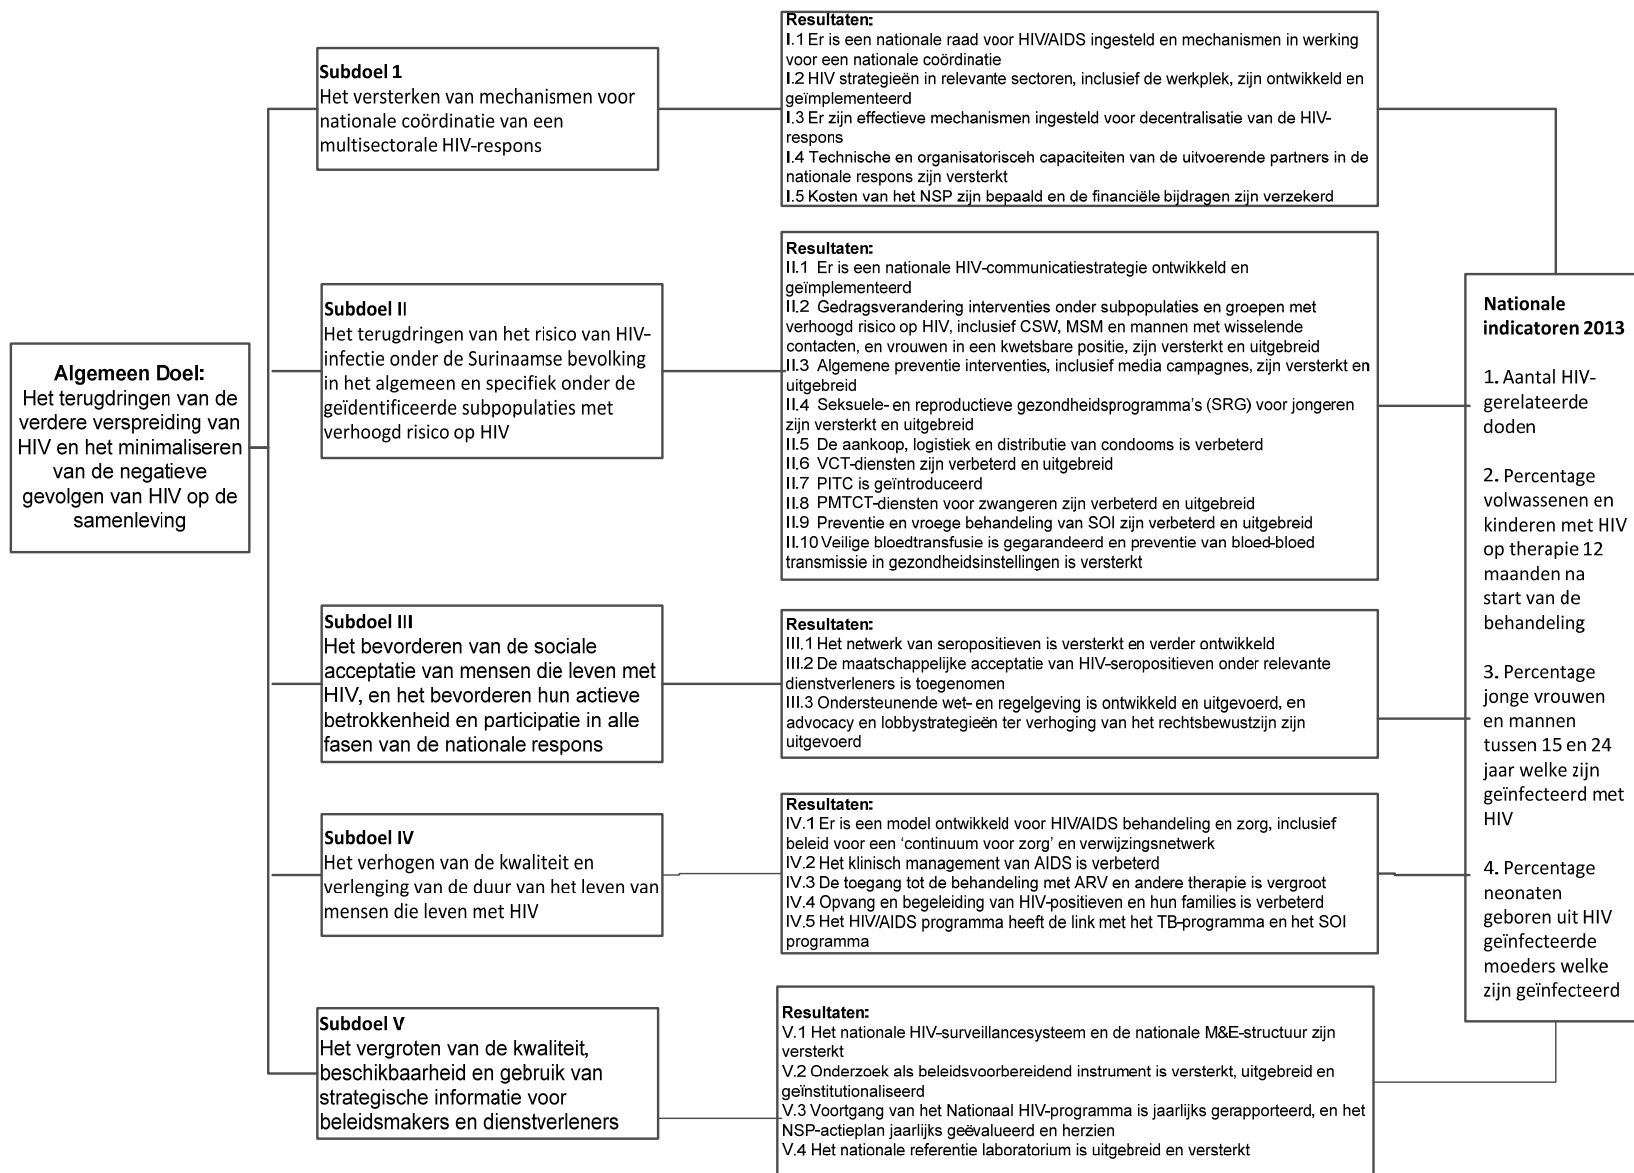 Algemeen Doel:
Het terugdringen van de
verdere verspreiding van
HIV en het minimaliseren
van de negatieve
gevolgen van HIV op de
samenleving
Subdoel 1
Het versterken van mechanismen voor
nationale coördinatie van een
multisectorale HIV-respons
Resultaten:
I.1 Er is een nationale raad voor HIV/AIDS ingesteld en mechanismen in werking
voor een nationale coördinatie
I.2 HIV strategieën in relevante sectoren, inclusief de werkplek, zijn ontwikkeld en
geïmplementeerd
I.3 Er zijn effectieve mechanismen ingesteld voor decentralisatie van de HIV-
respons
I.4 Technische en organisatorisceh capaciteiten van de uitvoerende partners in de
nationale respons zijn versterkt
I.5 Kosten van het NSP zijn bepaald en de financiële bijdragen zijn verzekerd
Subdoel II
Het terugdringen van het risico van HIV-
infectie onder de Surinaamse bevolking
in het algemeen en specifiek onder de
geïdentificeerde subpopulaties met
verhoogd risico op HIV
Resultaten:
II.1 Er is een nationale HIV-communicatiestrategie ontwikkeld en
geïmplementeerd
II.2 Gedragsverandering interventies onder subpopulaties en groepen met
verhoogd risico op HIV, inclusief CSW, MSM en mannen met wisselende
contacten, en vrouwen in een kwetsbare positie, zijn versterkt en uitgebreid
II.3 Algemene preventie interventies, inclusief media campagnes, zijn versterkt en
uitgebreid
II.4 Seksuele- en reproductieve gezondheidsprogramma's (SRG) voor jongeren
zijn versterkt en uitgebreid
II.5 De aankoop, logistiek en distributie van condooms is verbeterd
II.6 VCT-diensten zijn verbeterd en uitgebreid
II.7 PITC is geïntroduceerd
II.8 PMTCT-diensten voor zwangeren zijn verbeterd en uitgebreid
II.9 Preventie en vroege behandeling van SOI zijn verbeterd en uitgebreid
II.10 Veilige bloedtransfusie is gegarandeerd en preventie van bloed-bloed
transmissie in gezondheidsinstellingen is versterkt
Subdoel III
Het bevorderen van de sociale
acceptatie van mensen die leven met
HIV, en het bevorderen hun actieve
betrokkenheid en participatie in alle
fasen van de nationale respons
Resultaten:
III.1 Het netwerk van seropositieven is versterkt en verder ontwikkeld
III.2 De maatschappelijke acceptatie van HIV-seropositieven onder relevante
dienstverleners is toegenomen
III.3 Ondersteunende wet- en regelgeving is ontwikkeld en uitgevoerd, en
advocacy en lobbystrategieën ter verhoging van het rechtsbewustzijn zijn
uitgevoerd
Subdoel IV
Het verhogen van de kwaliteit en
verlenging van de duur van het leven van
mensen die leven met HIV
Resultaten:
IV.1 Er is een model ontwikkeld voor HIV/AIDS behandeling en zorg, inclusief
beleid voor een 'continuum voor zorg' en verwijzingsnetwerk
IV.2 Het klinisch management van AIDS is verbeterd
IV.3 De toegang tot de behandeling met ARV en andere therapie is vergroot
IV.4 Opvang en begeleiding van HIV-positieven en hun families is verbeterd
IV.5 Het HIV/AIDS programma heeft de link met het TB-programma en het SOI
programma
Subdoel V
Het vergroten van de kwaliteit,
beschikbaarheid en gebruik van
strategische informatie voor
beleidsmakers en dienstverleners
Resultaten:
V.1 Het nationale HIV-surveillancesysteem en de nationale M&E-structuur zijn
versterkt
V.2 Onderzoek als beleidsvoorbereidend instrument is versterkt, uitgebreid en
geïnstitutionaliseerd
V.3 Voortgang van het Nationaal HIV-programma is jaarlijks gerapporteerd, en het
NSP-actieplan jaarlijks geëvalueerd en herzien
V.4 Het nationale referentie laboratorium is uitgebreid en versterkt
Nationale
indicatoren 2013
1. Aantal HIV-
gerelateerde
doden
2. Percentage
volwassenen en
kinderen met HIV
op therapie 12
maanden na
start van de
behandeling
3. Percentage
jonge vrouwen
en mannen
tussen 15 en 24
jaar welke zijn
geïnfecteerd met
HIV
4. Percentage
neonaten
geboren uit HIV
geïnfecteerde
moeders welke
zijn geïnfecteerd